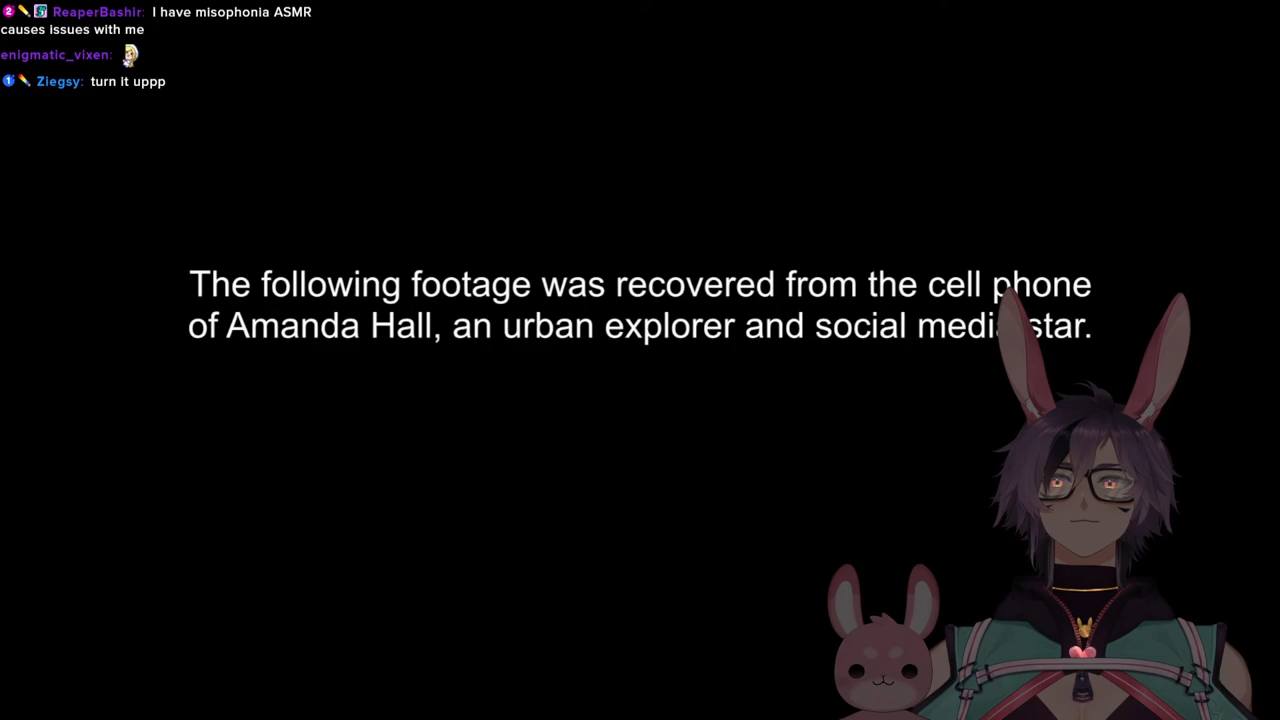 ReaperBashir: I have misophonia ASMR
causes issues with me
enigmatic_vixen:
Ziegsy: turn it uppp
The following footage was recovered from the cell phone
of Amanda Hall, an urban explorer and social media star.